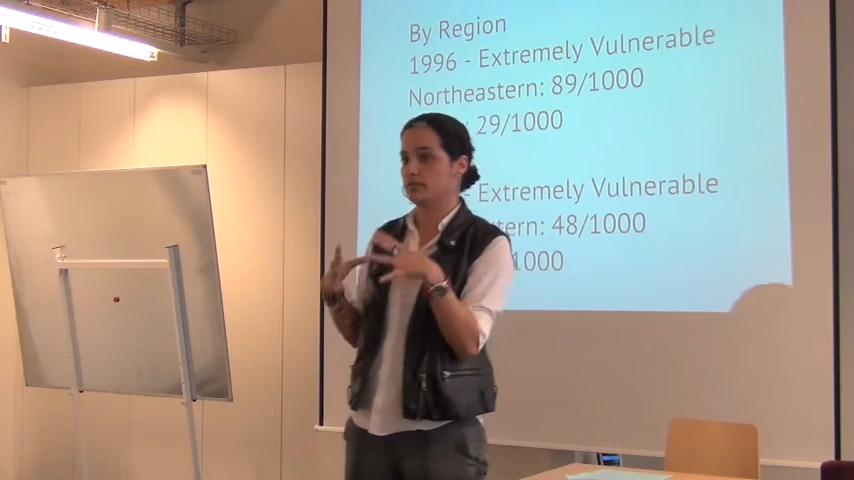 By Region
1996 - Extremely Vulnerable
Northeastern: 89/1000
: 29/1000
- Extremely Vulnerable
: 48/1000
/1000